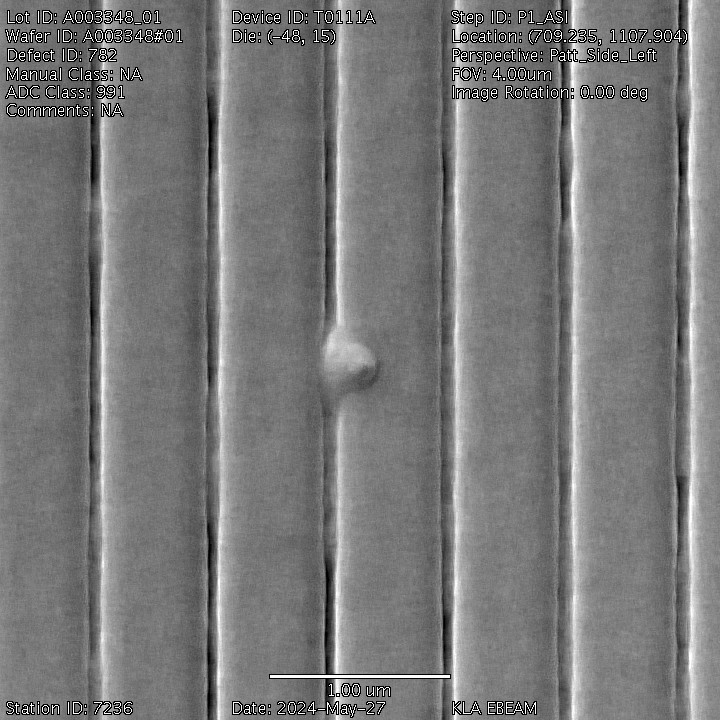 Lot ID: A003348_01
Device ID: T0111A
Step ID: P1_ASI
Wafer ID: A003348#01
Die: (-48, 15)
Location: (709.235, 1107.904)
Defect ID: 782
Perspective: Patt_Side_Left
Manual Class: NA
FOV: 4.00um
ADC Class: 991
Image Rotation: 0.00 deg
Comments: NA
1.00 um
Station ID: 7236
Date: 2024-May-27
KLA EBEAM